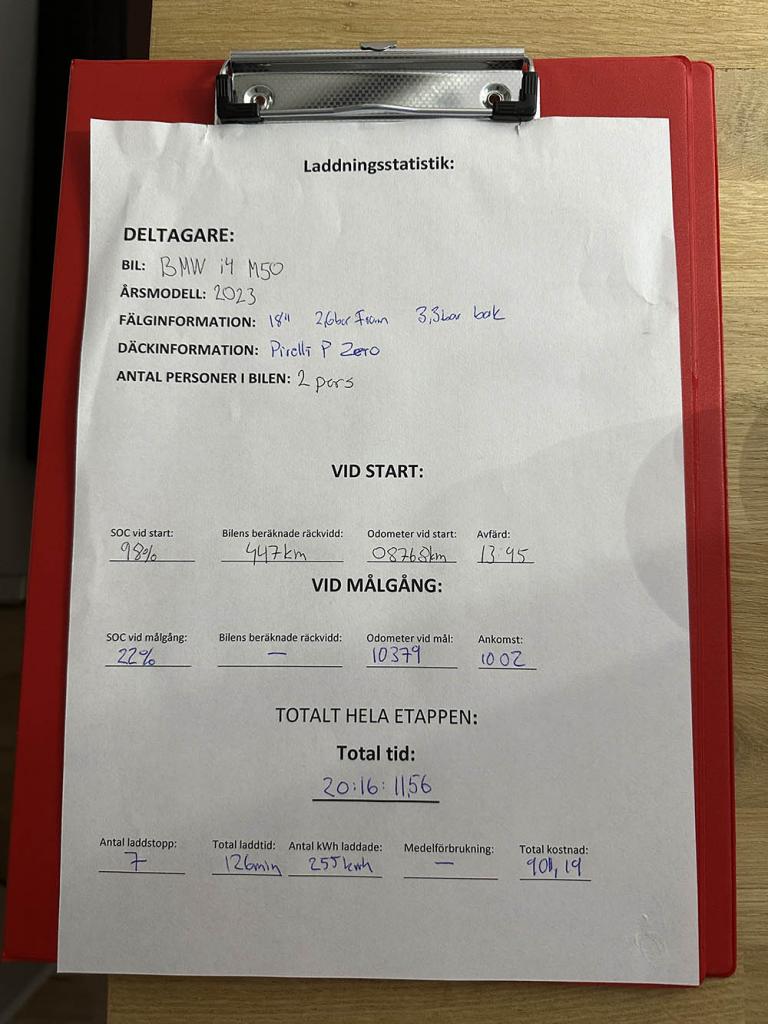 Laddningsstatistik:
DELTAGARE:
BIL: BMW i4 M50
ÅRSMODELL: 2023
FÄLGINFORMATION: 18" 2,6bar Fram 3,3bar bak
DÄCKINFORMATION: Pirelli P Zero
ANTAL PERSONER I BILEN: 2 pers
VID START:
SOC vid start: Bilens beräknade räckvidd: Odometer vid start: Avfärd:
98% 447km 08768km 13:45
VID MÅLGÅNG:
SOC vid målgång: Bilens beräknade räckvidd: Odometer vid mål: Ankomst:
22% — 10379 10 02
TOTALT HELA ETAPPEN:
Total tid:
20:16:11,56
Antal laddstopp: Total laddtid: Antal kWh laddade: Medelförbrukning: Total kostnad:
7 126min 255kwh — 901,19